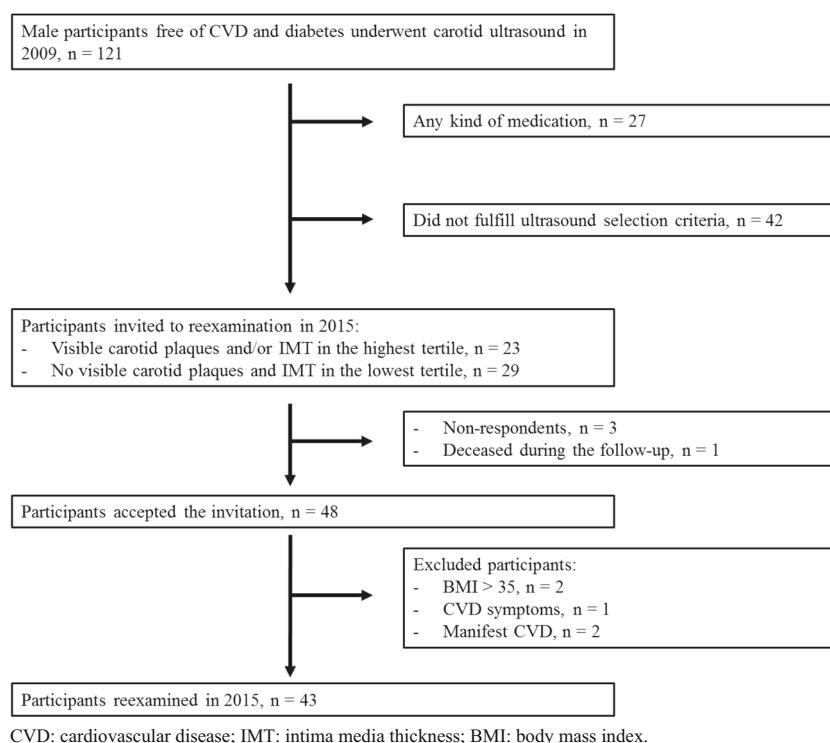 Male participants free of CVD and diabetes underwent carotid ultrasound in
2009, n = 121
Any kind of medication, n = 27
Did not fulfill ultrasound selection criteria, n = 42
Participants invited to reexamination in 2015:
- Visible carotid plaques and/or IMT in the highest tertile, n = 23
- No visible carotid plaques and IMT in the lowest tertile, n = 29
- Non-respondents, n = 3
- Deceased during the follow-up, n = 1
Participants accepted the invitation, n = 48
Excluded participants:
- BMI > 35, n = 2
- CVD symptoms, n = 1
- Manifest CVD, n = 2
Participants reexamined in 2015, n = 43
CVD: cardiovascular disease; IMT: intima media thickness; BMI: body mass index.